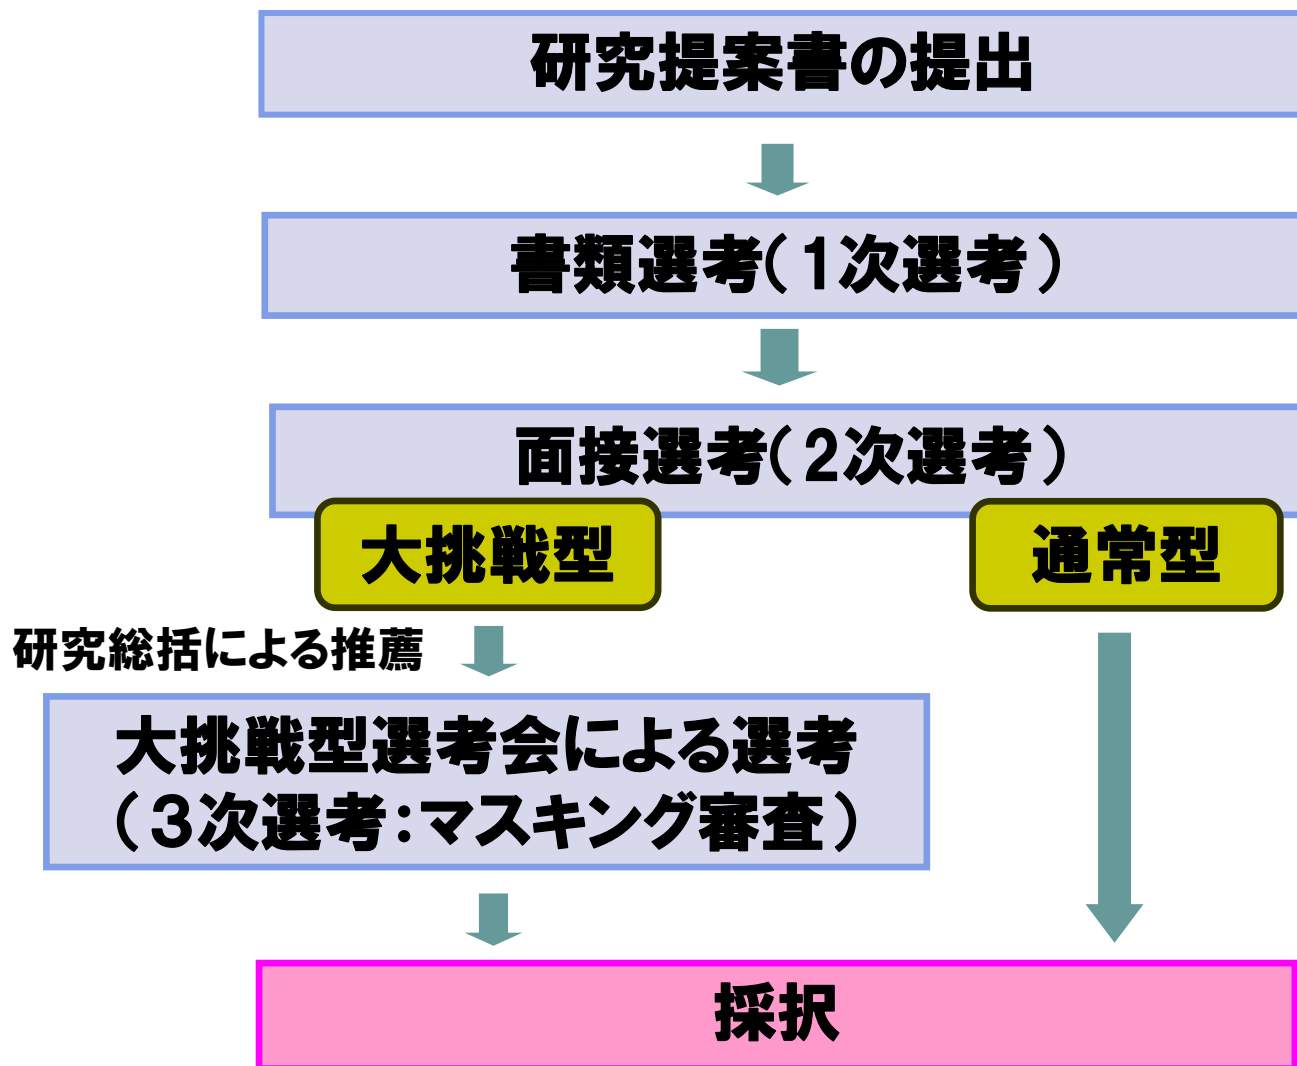 研究提案書の提出
書類選考(1次選考)
面接選考(2次選考)
大挑戦型
通常型
研究総括による推薦
大挑戦型選考会による選考
(3次選考:マスキング審査)
採択